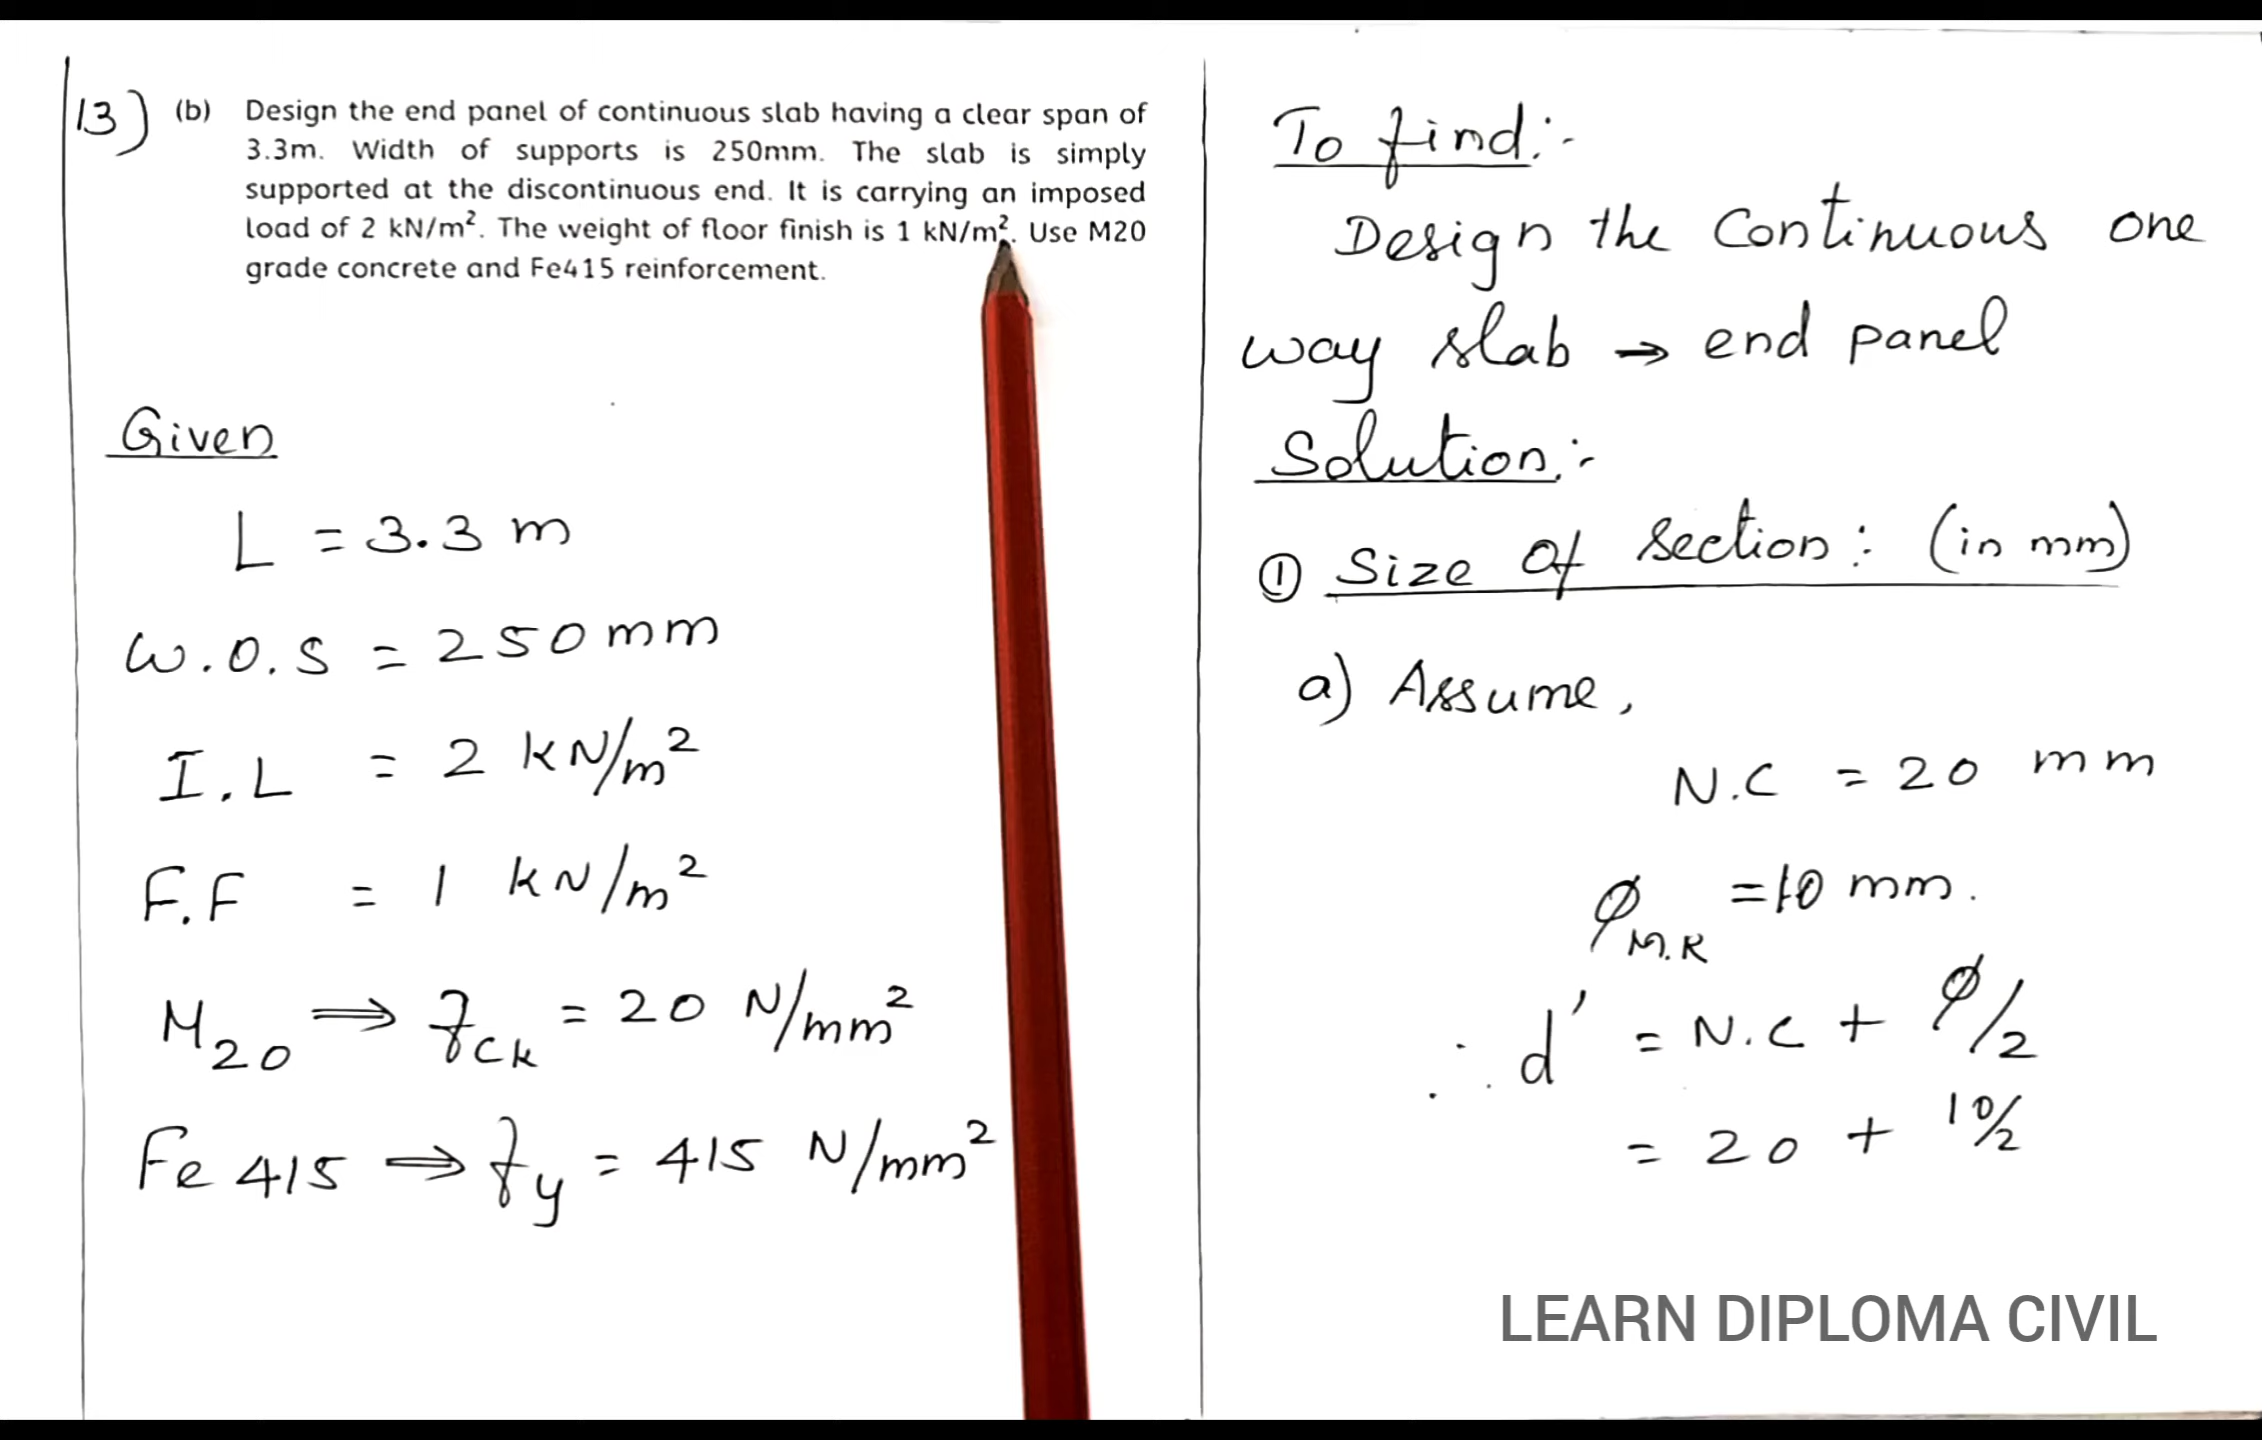 13) (b) Design the end panel of continuous slab having a clear span of
3.3m. Width of supports is 250mm. The slab is simply
supported at the discontinuous end. It is carrying an imposed
load of 2 kN/m². The weight of floor finish is 1 kN/m². Use M20
grade concrete and Fe415 reinforcement.
Given
L = 3.3 m
W.O.S = 250 mm
I.L = 2 kN/m²
F.F = 1 kN/m²
M20 ⇒ fck = 20 N/mm²
Fe 415 ⇒ fy = 415 N/mm²
To find:-
Design the Continuous one
way slab → end panel
Solution:-
① Size of section: (in mm)
a) Assume,
N.C = 20 mm
φM.R = 10 mm.
∴ d' = N.C + φ/2
= 20 + 10/2
LEARN DIPLOMA CIVIL